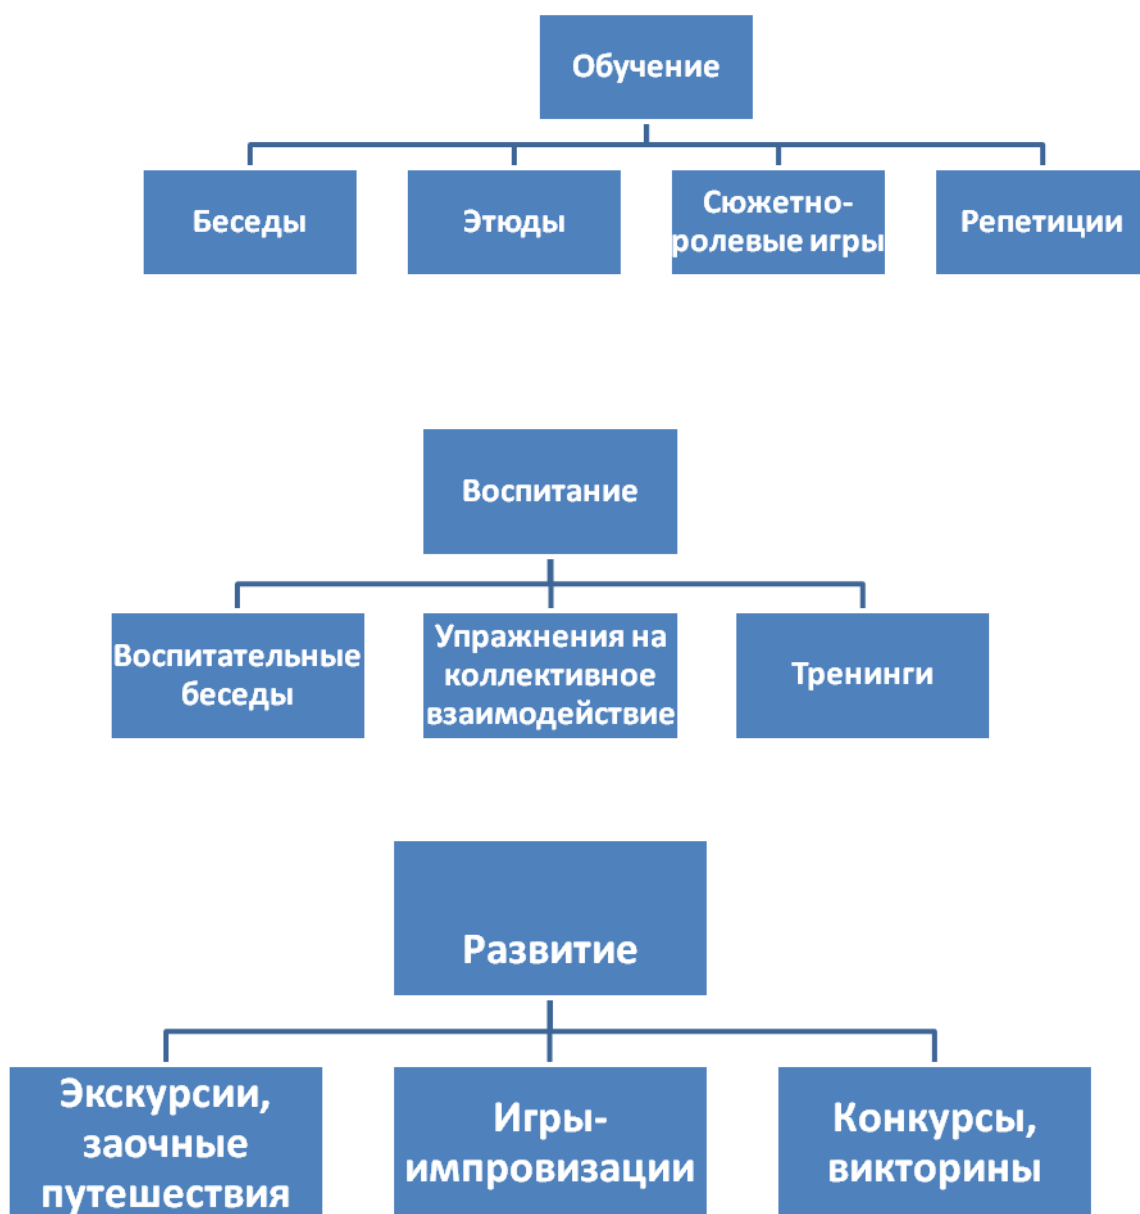 Обучение
Беседы
Этюды
Сюжетно-
ролевые игры
Репетиции
Воспитание
Воспитательные
беседы
Упражнения на
коллективное
взаимодействие
Тренинги
Развитие
Экскурсии,
заочные
путешествия
Игры-
импровизации
Конкурсы,
викторины